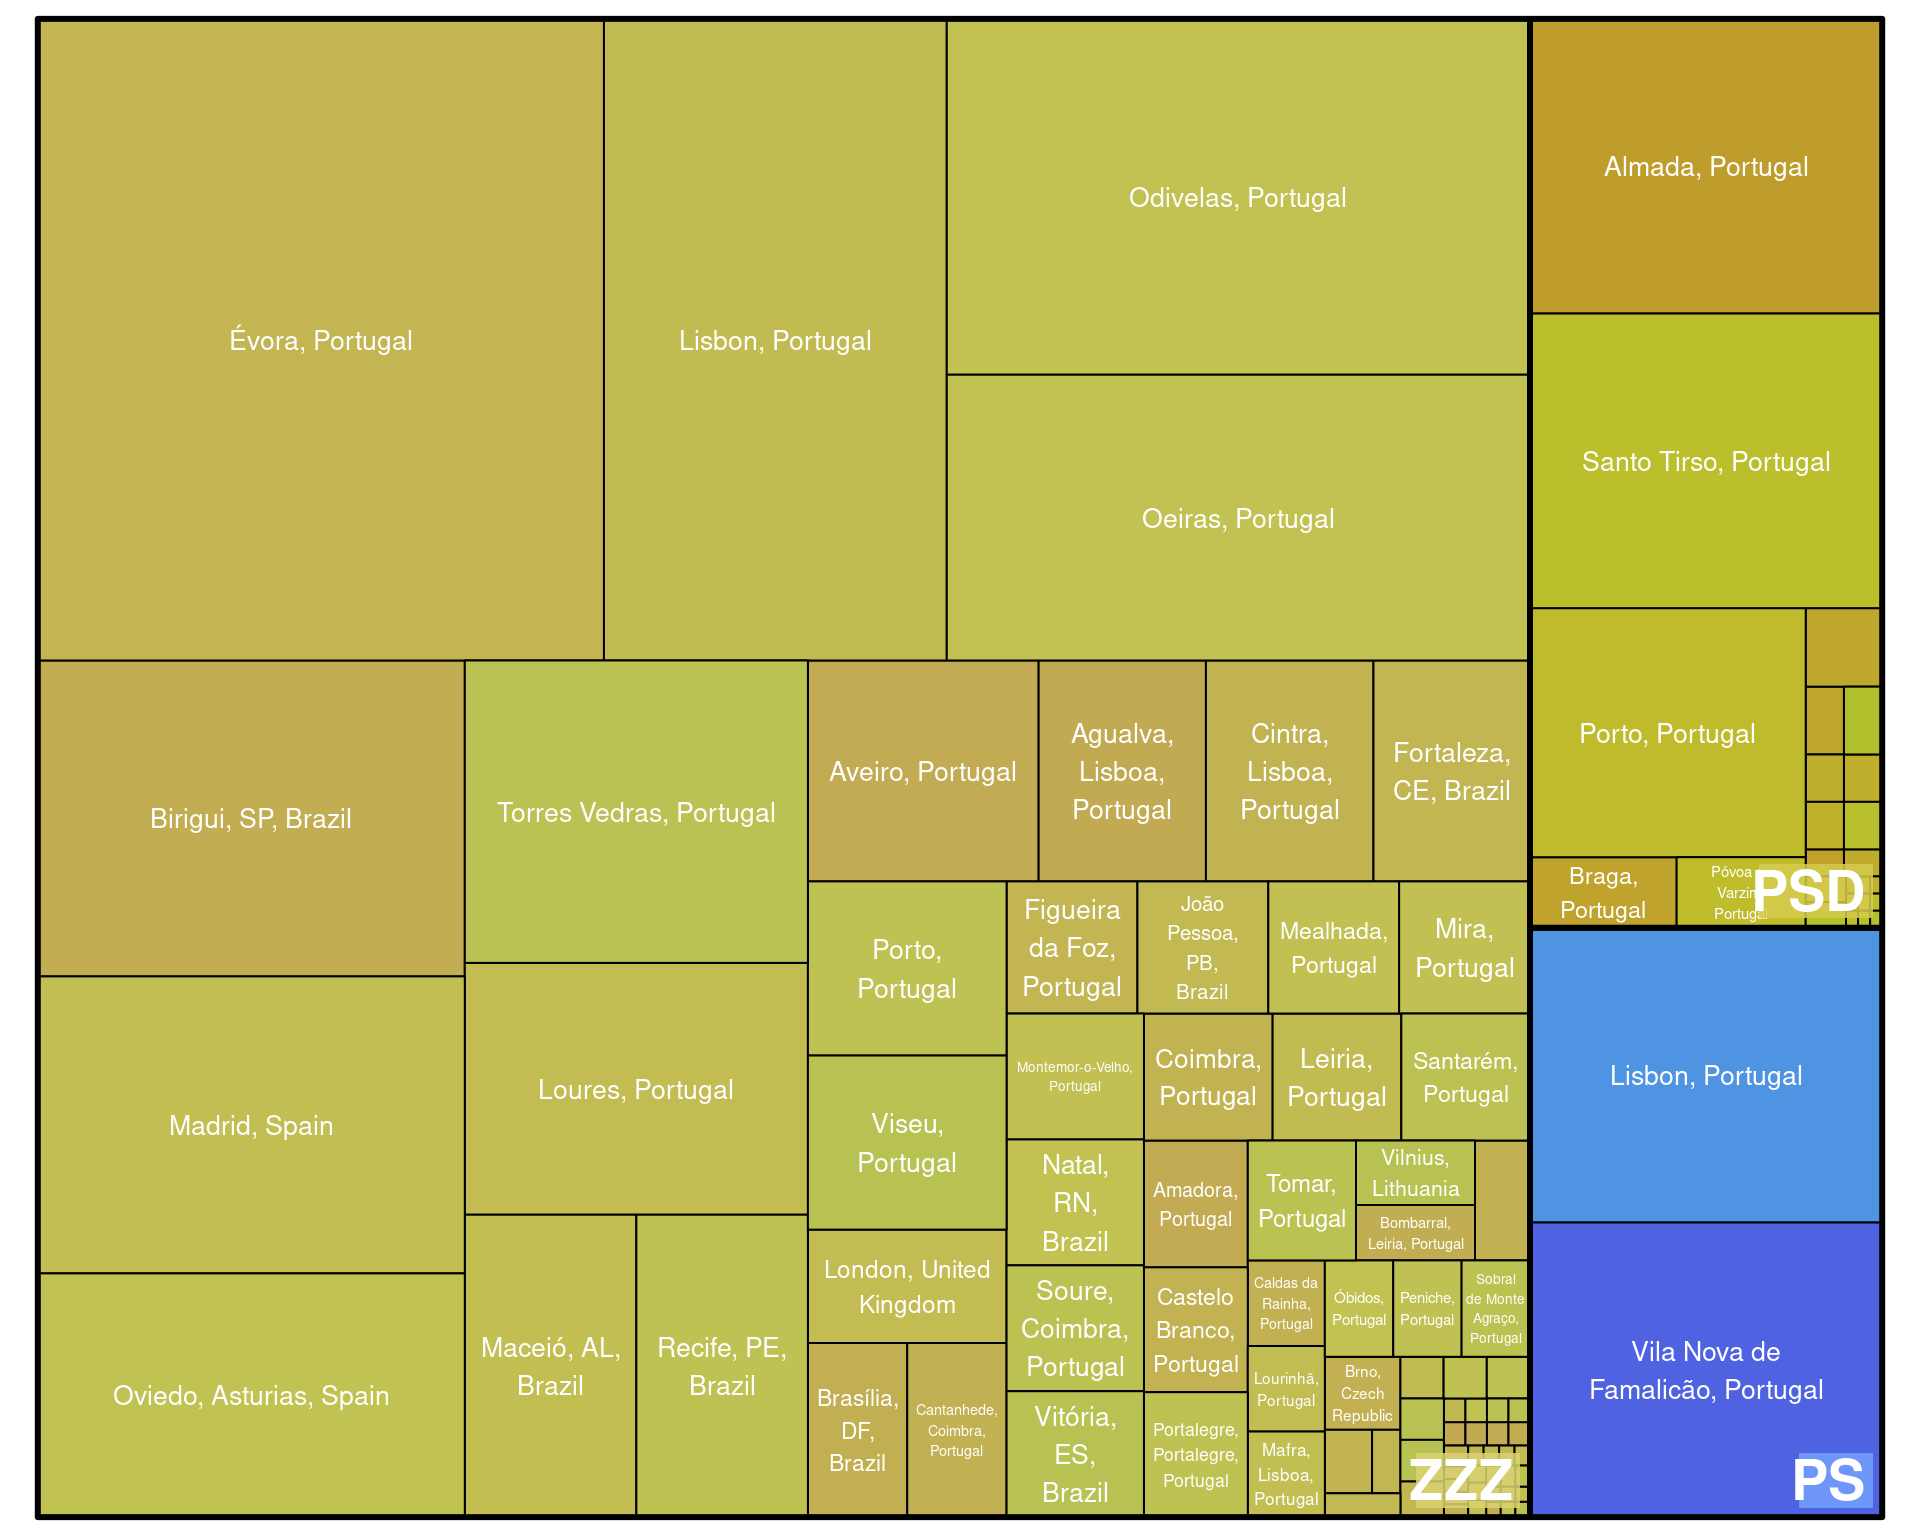 Évora, Portugal
Lisbon, Portugal
Odivelas, Portugal
Oeiras, Portugal
Almada, Portugal
Santo Tirso, Portugal
Porto, Portugal
Braga,
Portugal
Póvoa
Varzim
Portugal
PSD
Birigui, SP, Brazil
Torres Vedras, Portugal
Aveiro, Portugal
Agualva,
Lisboa,
Portugal
Cintra,
Lisboa,
Portugal
Fortaleza,
CE, Brazil
Madrid, Spain
Loures, Portugal
Porto,
Portugal
Figueira
da Foz,
Portugal
João
Pessoa,
PB,
Brazil
Mealhada,
Portugal
Mira,
Portugal
Viseu,
Portugal
Montemor-o-Velho,
Portugal
Coimbra,
Portugal
Leiria,
Portugal
Santarém,
Portugal
Natal,
RN,
Brazil
Amadora,
Portugal
Tomar,
Portugal
Vilnius,
Lithuania
Bombarral,
Leiria, Portugal
Oviedo, Asturias, Spain
Maceió, AL,
Brazil
Recife, PE,
Brazil
London, United
Kingdom
Brasília,
DF,
Brazil
Cantanhede,
Coimbra,
Portugal
Soure,
Coimbra,
Portugal
Vitória,
ES,
Brazil
Castelo
Branco,
Portugal
Portalegre,
Portalegre,
Portugal
Caldas da
Rainha,
Portugal
Óbidos,
Portugal
Peniche,
Portugal
Sobral
de Monte
Agraço,
Portugal
Lourinhã,
Portugal
Brno,
Czech
Republic
Mafra,
Lisboa,
Portugal
ZZZ
Lisbon, Portugal
Vila Nova de
Famalicão, Portugal
PS